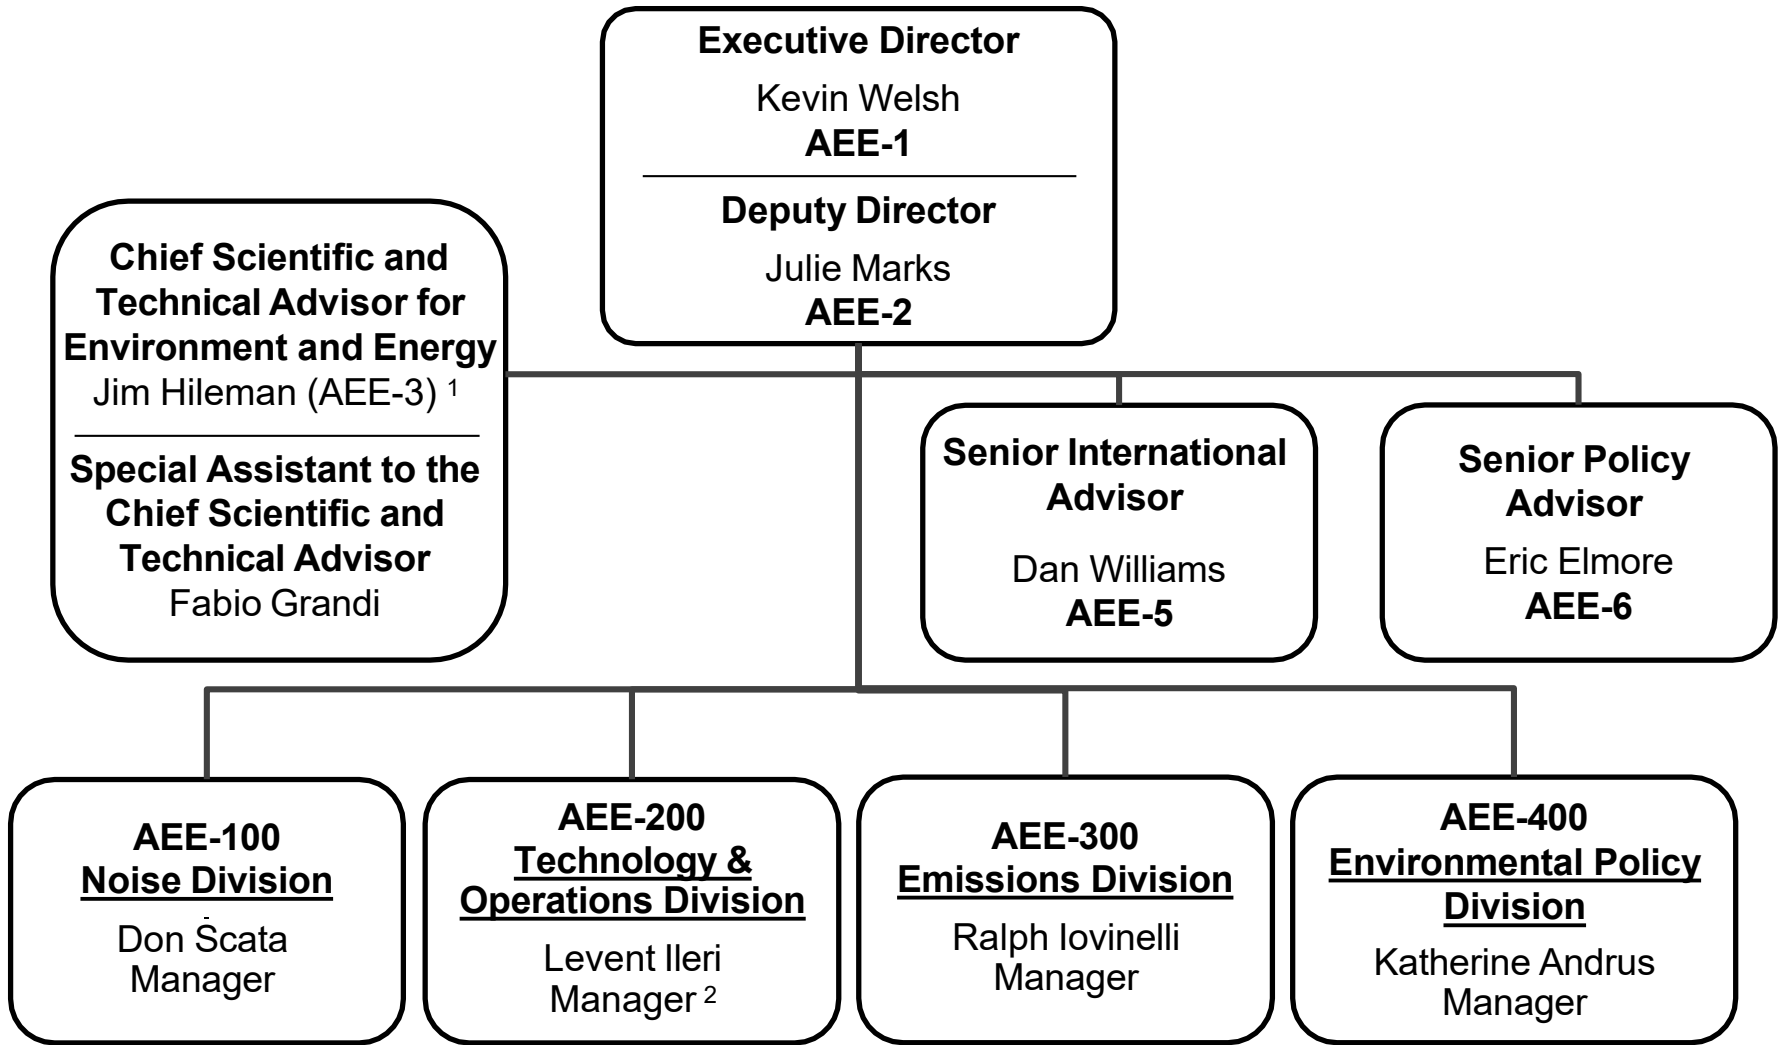 Executive Director
Kevin Welsh
AEE-1
Deputy Director
Julie Marks
AEE-2
Chief Scientific and
Technical Advisor for
Environment and Energy
Jim Hileman (AEE-3) 1
Special Assistant to the
Chief Scientific and
Technical Advisor
Fabio Grandi
Senior International
Advisor
Dan Williams
AEE-5
Senior Policy
Advisor
Eric Elmore
AEE-6
AEE-100
Noise Division
Don Scata
Manager
AEE-200
Technology &
Operations Division
Levent Ileri
Manager 2
AEE-300
Emissions Division
Ralph Iovinelli
Manager
AEE-400
Environmental Policy
Division
Katherine Andrus
Manager